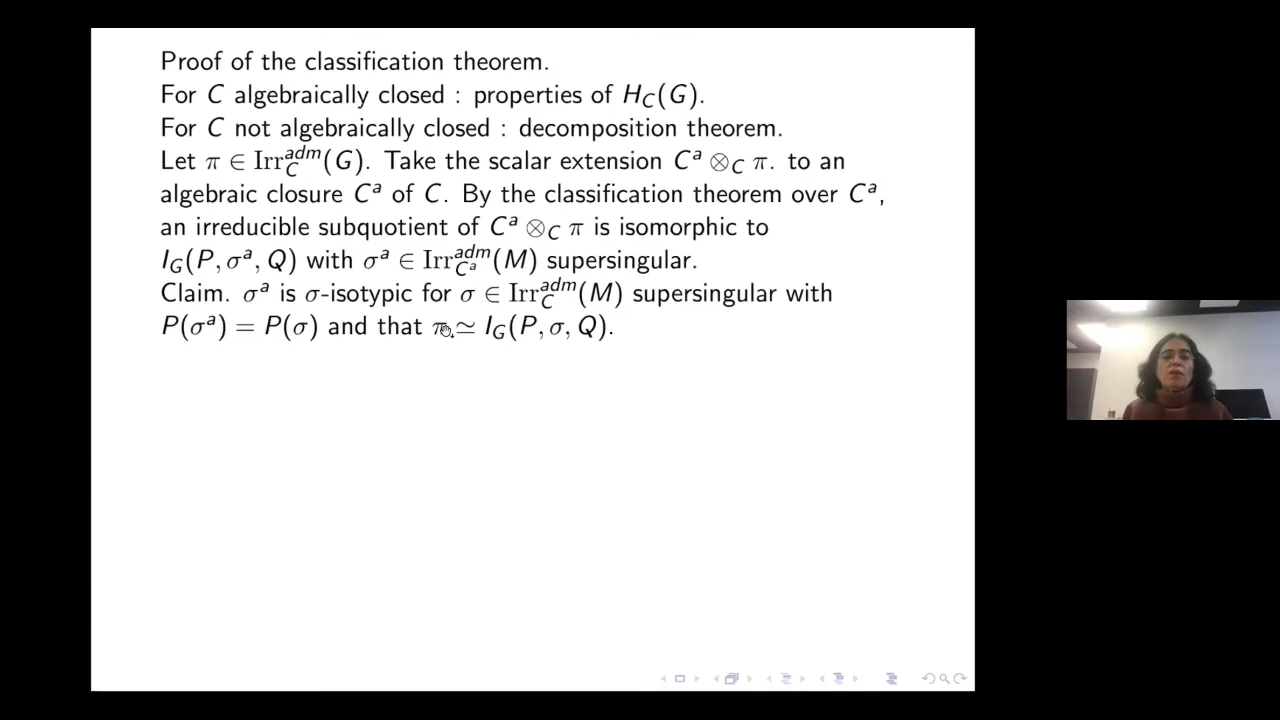 Proof of the classification theorem.
For C algebraically closed : properties of H_C(G).
For C not algebraically closed : decomposition theorem.
Let π ∈ Irr_C^{adm}(G). Take the scalar extension C^a ⊗_C π. to an
algebraic closure C^a of C. By the classification theorem over C^a,
an irreducible subquotient of C^a ⊗_C π is isomorphic to
I_G(P, σ^a, Q) with σ^a ∈ Irr_{C^a}^{adm}(M) supersingular.
Claim. σ^a is σ-isotypic for σ ∈ Irr_C^{adm}(M) supersingular with
P(σ^a) = P(σ) and that π ≃ I_G(P, σ, Q).